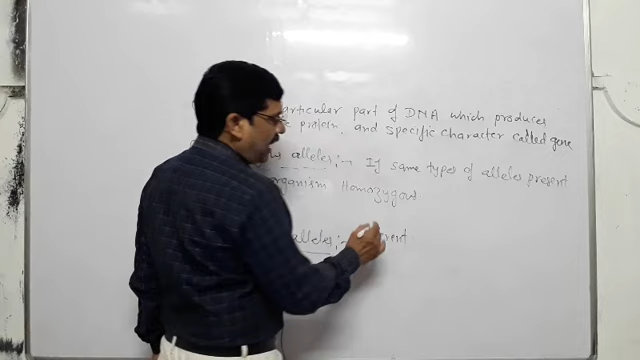 articular part of DNA which produces
protein, and specific character called gene
alleles :- If same types of alleles present
organism Homozygous
alleles :-